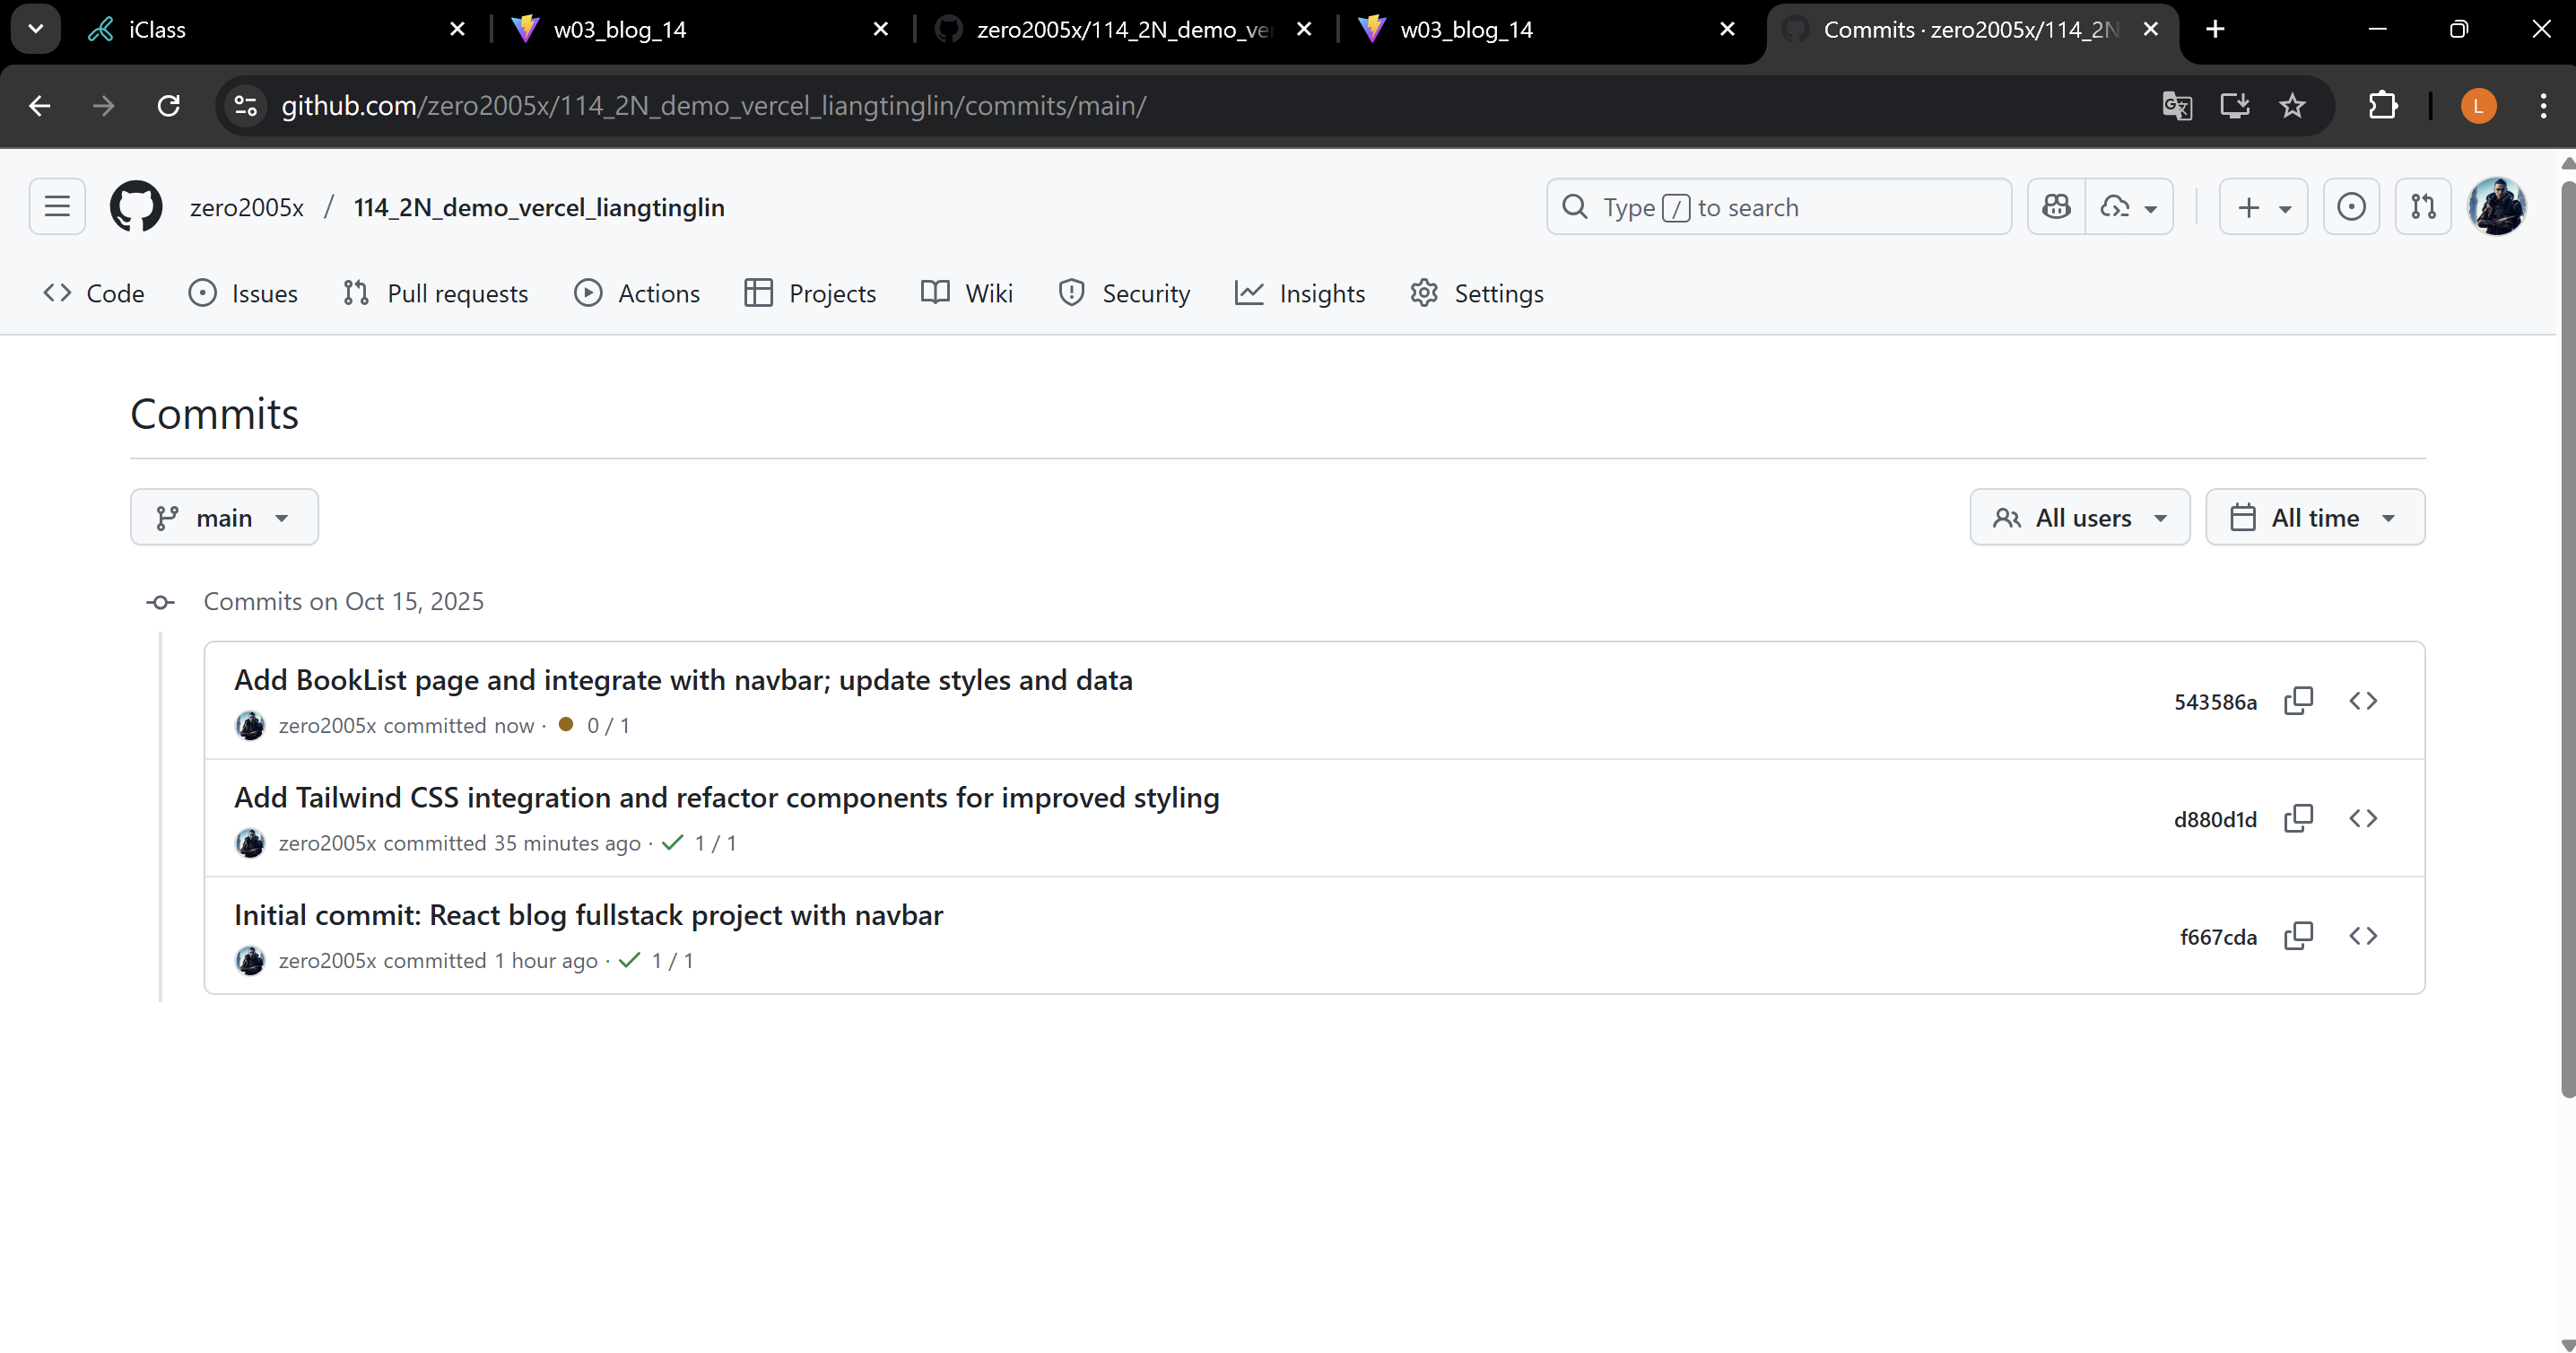 iClass
w03_blog_14
zero2005x/114_2N_demo_ve
w03_blog_14
Commits · zero2005x/114_2N
github.com/zero2005x/114_2N_demo_vercel_liangtinglin/commits/main/
L
zero2005x / 114_2N_demo_vercel_liangtinglin
Type / to search
Code
Issues
Pull requests
Actions
Projects
Wiki
Security
Insights
Settings
Commits
main
All users
All time
Commits on Oct 15, 2025
Add BookList page and integrate with navbar; update styles and data
543586a
zero2005x committed now · 0 / 1
Add Tailwind CSS integration and refactor components for improved styling
d880d1d
zero2005x committed 35 minutes ago · 1 / 1
Initial commit: React blog fullstack project with navbar
f667cda
zero2005x committed 1 hour ago · 1 / 1